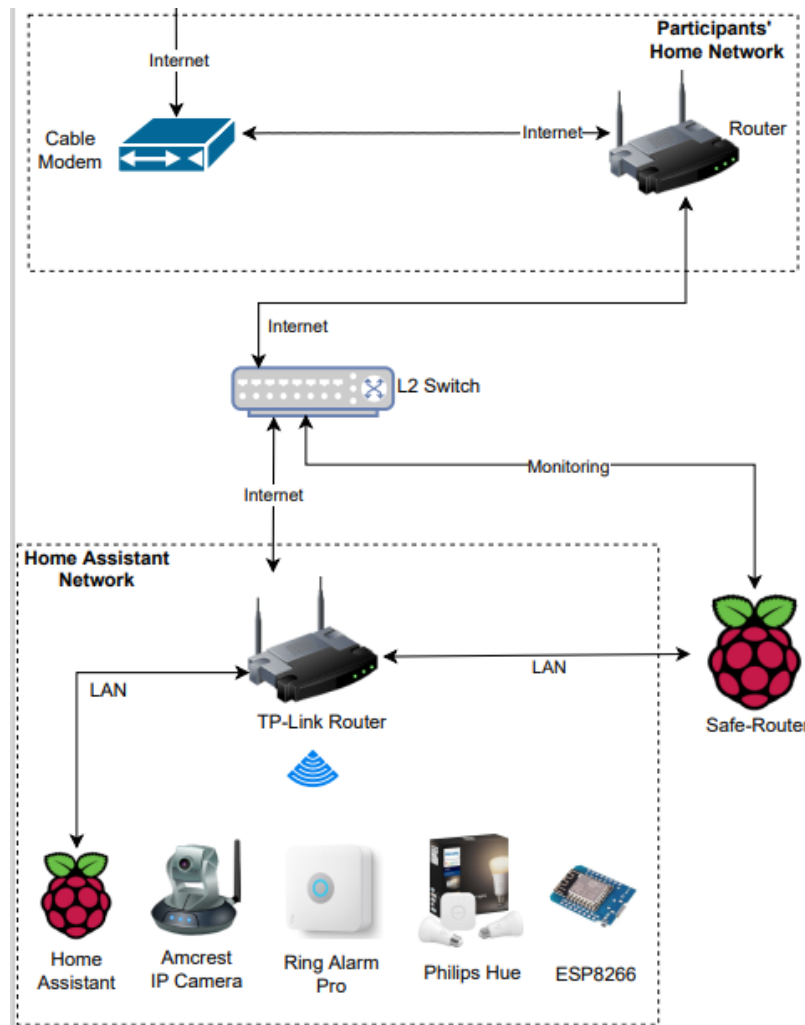 Internet
Participants'
Home Network
Cable
Modem
Internet
Router
Internet
L2 Switch
Monitoring
Internet
Home Assistant
Network
LAN
LAN
TP-Link Router
Safe-Router
Home
Assistant
Amcrest
IP Camera
Ring Alarm
Pro
Philips Hue
ESP8266